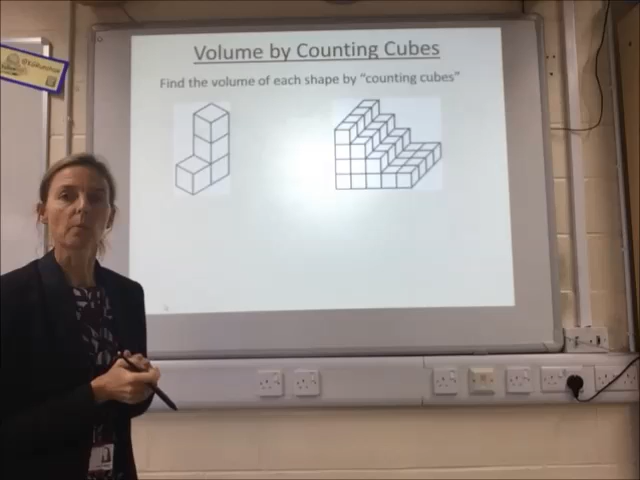 Volume by Counting Cubes
Find the volume of each shape by “counting cubes”